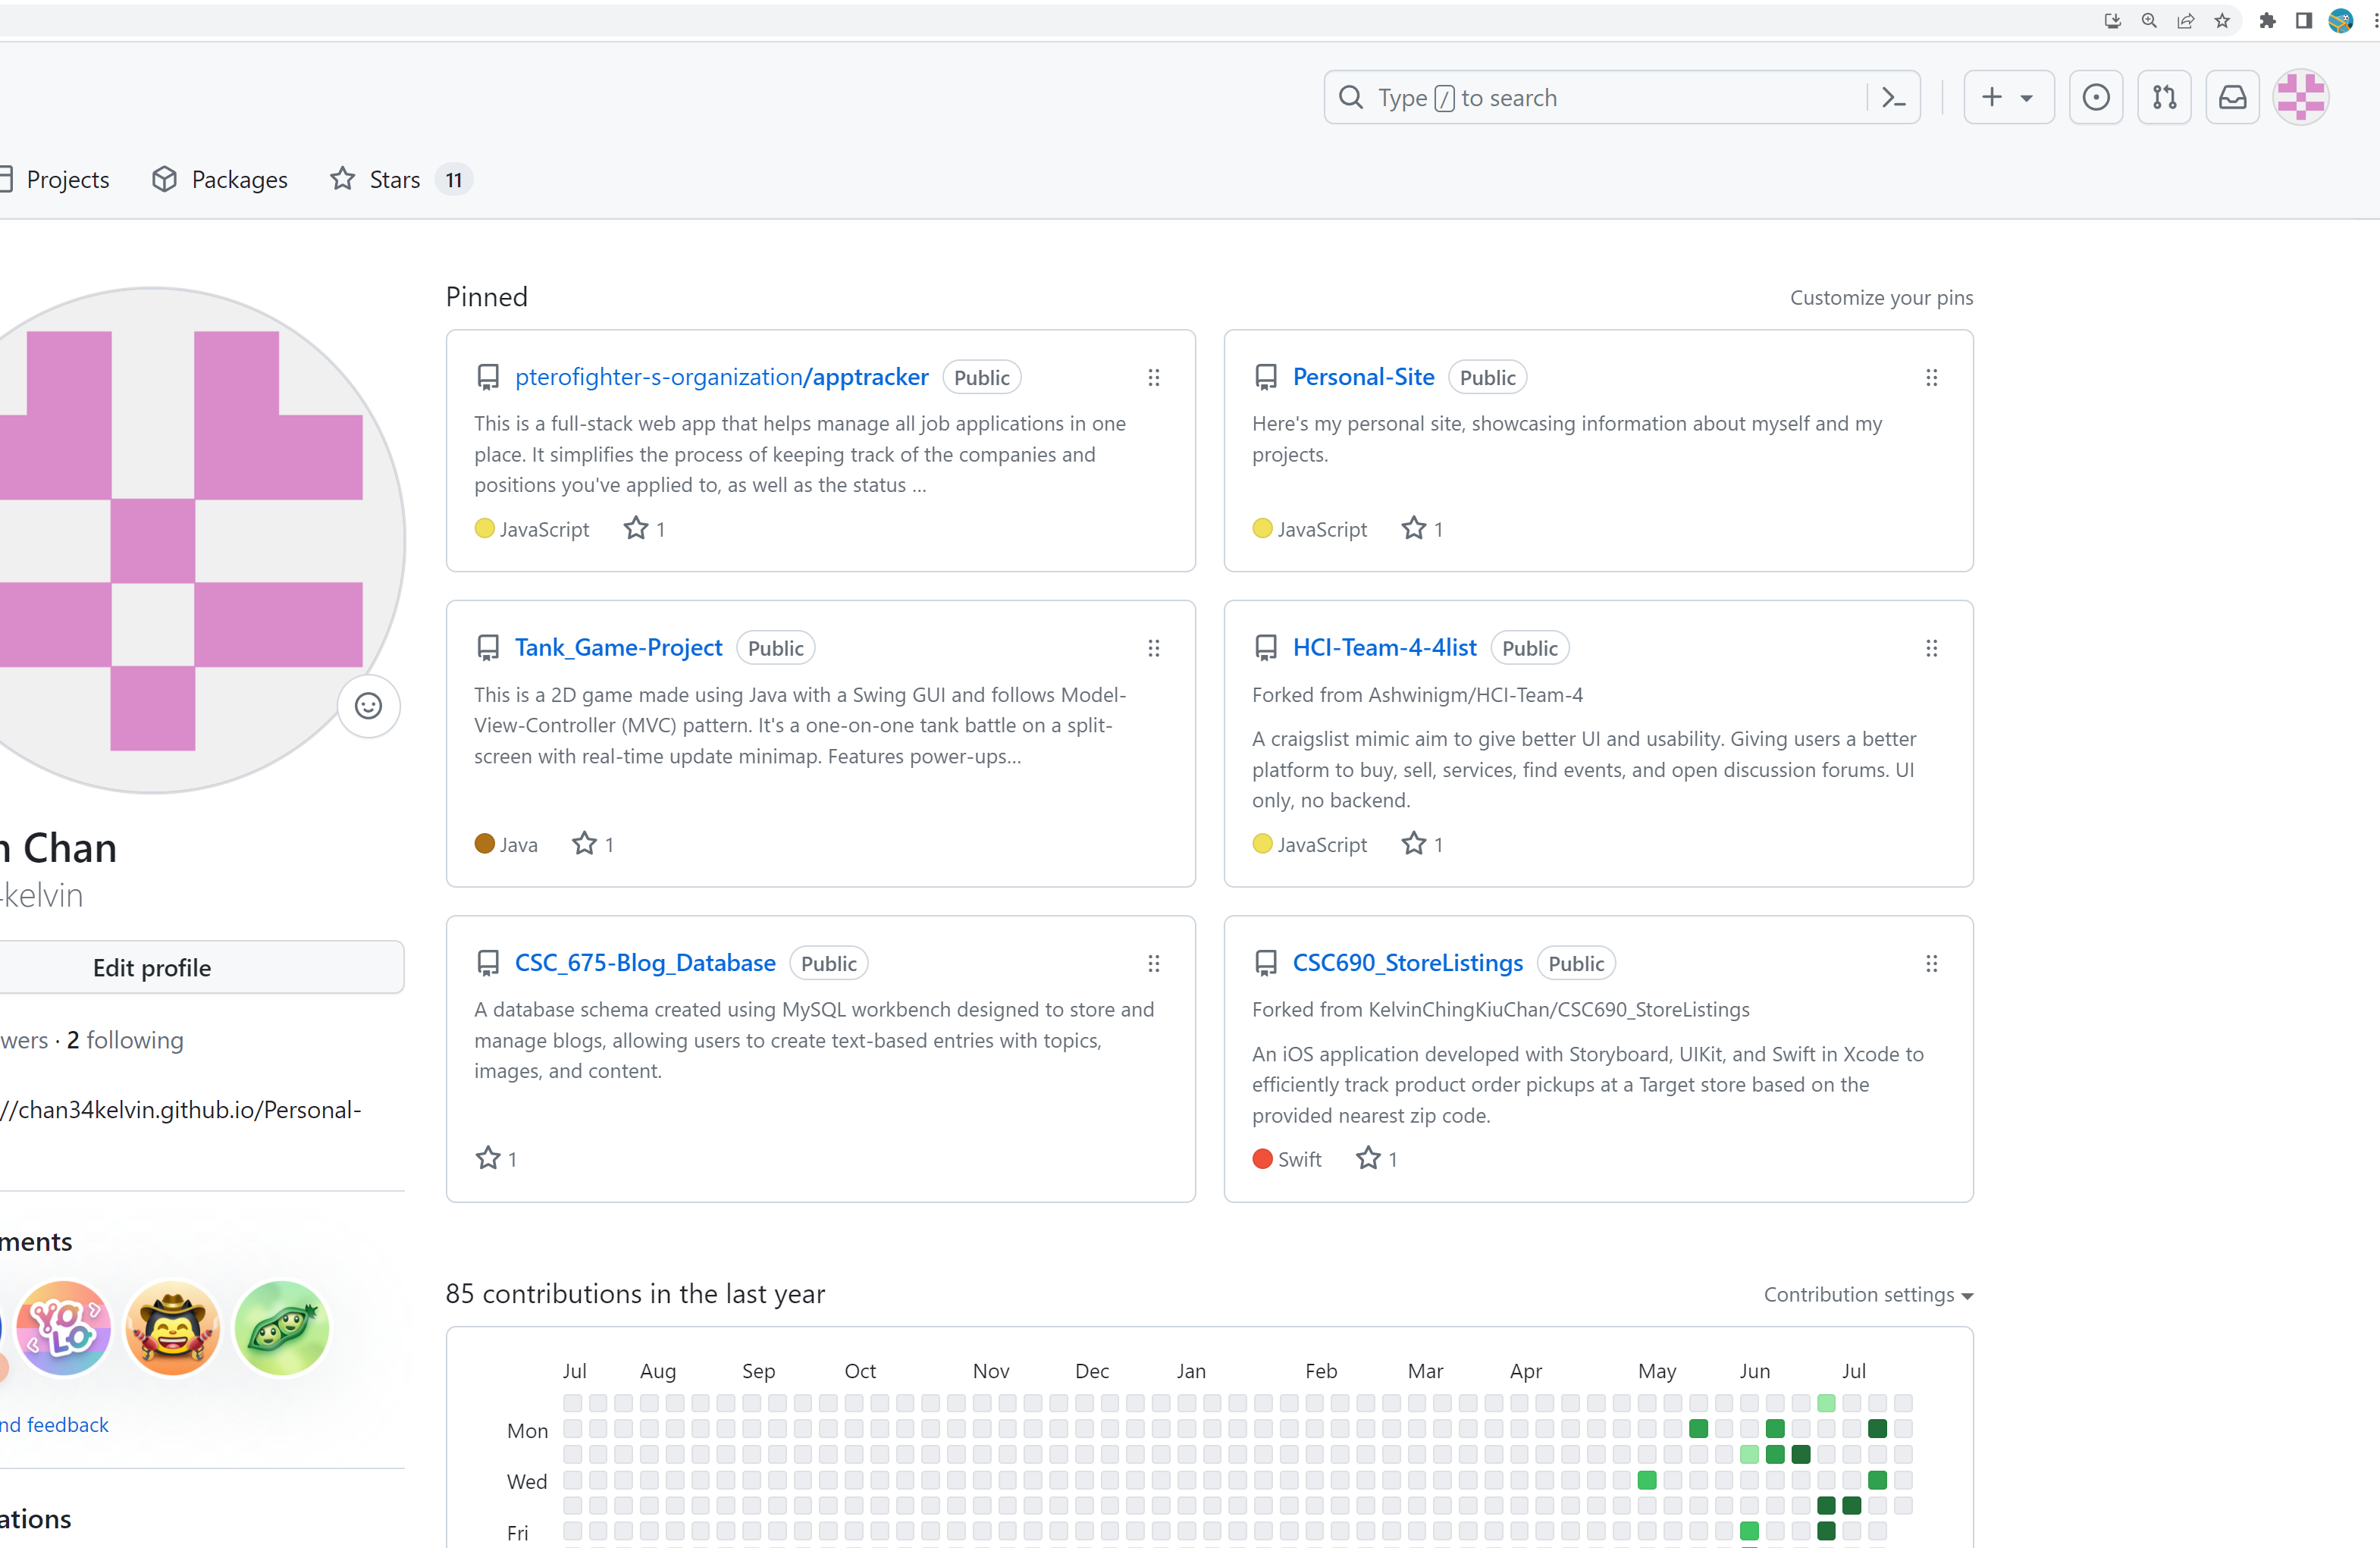 Type / to search
Projects
Packages
Stars 11
Pinned
Customize your pins
pterofighter-s-organization/apptracker Public
This is a full-stack web app that helps manage all job applications in one
place. It simplifies the process of keeping track of the companies and
positions you've applied to, as well as the status ...
JavaScript 1
Personal-Site Public
Here's my personal site, showcasing information about myself and my
projects.
JavaScript 1
Tank_Game-Project Public
This is a 2D game made using Java with a Swing GUI and follows Model-
View-Controller (MVC) pattern. It's a one-on-one tank battle on a split-
screen with real-time update minimap. Features power-ups...
Java 1
HCI-Team-4-4list Public
Forked from Ashwinigm/HCI-Team-4
A craigslist mimic aim to give better UI and usability. Giving users a better
platform to buy, sell, services, find events, and open discussion forums. UI
only, no backend.
JavaScript 1
CSC_675-Blog_Database Public
A database schema created using MySQL workbench designed to store and
manage blogs, allowing users to create text-based entries with topics,
images, and content.
1
CSC690_StoreListings Public
Forked from KelvinChingKiuChan/CSC690_StoreListings
An iOS application developed with Storyboard, UIKit, and Swift in Xcode to
efficiently track product order pickups at a Target store based on the
provided nearest zip code.
Swift 1
n Chan
kelvin
Edit profile
wers · 2 following
//chan34kelvin.github.io/Personal-
ments
YOLO
nd feedback
ations
85 contributions in the last year
Contribution settings
Jul Aug Sep Oct Nov Dec Jan Feb Mar Apr May Jun Jul
Mon
Wed
Fri